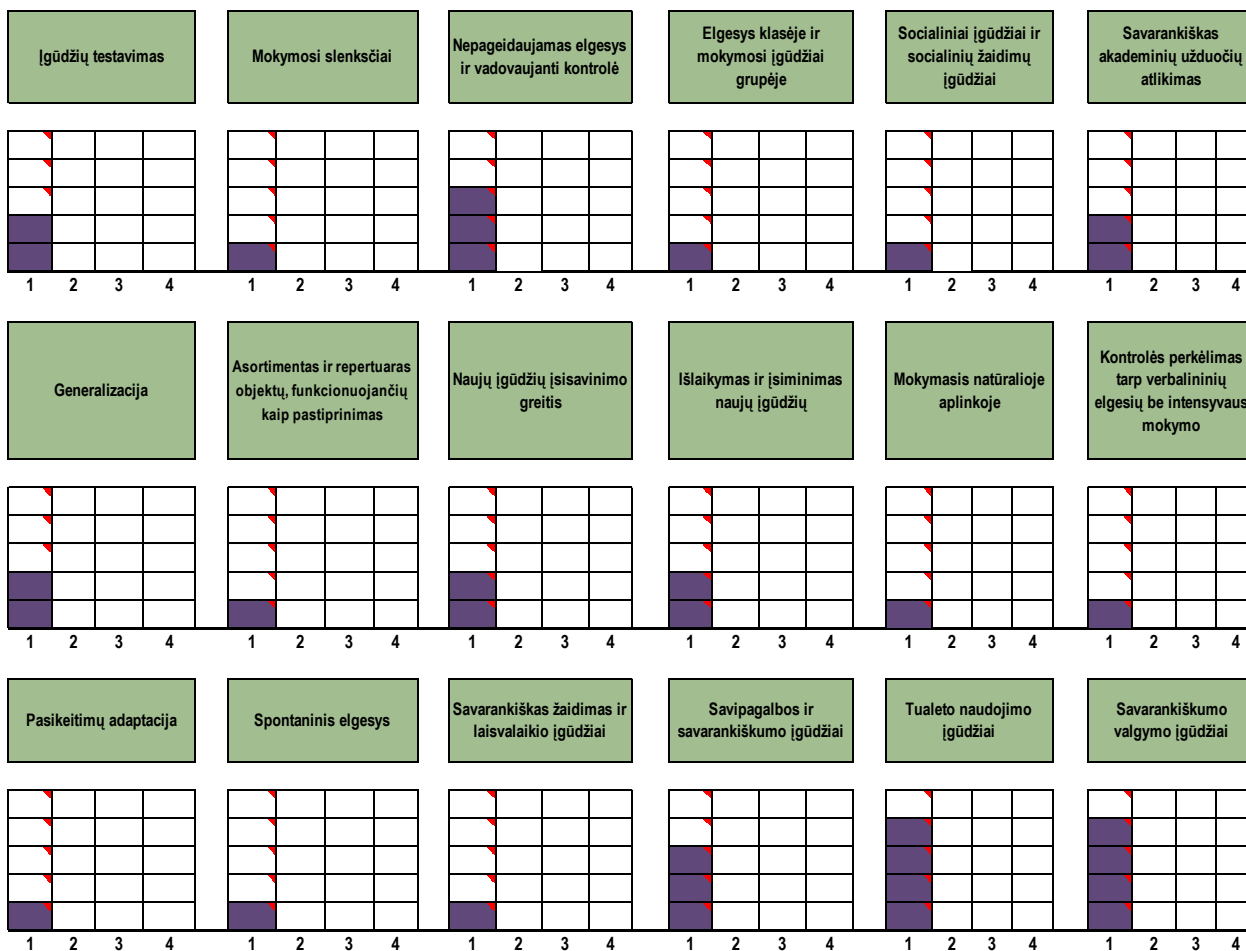 Įgūdžių testavimas
Mokymosi slenksčiai
Nepageidaujamas elgesys
ir vadovaujanti kontrolė
Elgesys klasėje ir
mokymosi įgūdžiai
grupėje
Socialiniai įgūdžiai ir
socialinių žaidimų
įgūdžiai
Savarankiškas
akademinių užduočių
atlikimas
1 2 3 4
1 2 3 4
1 2 3 4
1 2 3 4
1 2 3 4
1 2 3 4
Generalizacija
Asortimentas ir repertuaras
objektų, funkcionuojančių
kaip pastiprinimas
Naujų įgūdžių įsisavinimo
greitis
Išlaikymas ir įsiminimas
naujų įgūdžių
Mokymasis natūralioje
aplinkoje
Kontrolės perkėlimas
tarp verbalininių
elgesių be intensyvaus
mokymo
1 2 3 4
1 2 3 4
1 2 3 4
1 2 3 4
1 2 3 4
1 2 3 4
Pasikeitimų adaptacija
Spontaninis elgesys
Savarankiškas žaidimas ir
laisvalaikio įgūdžiai
Savipagalbos ir
savarankiškumo įgūdžiai
Tualeto naudojimo
įgūdžiai
Savarankiškumo
valgymo įgūdžiai
1 2 3 4
1 2 3 4
1 2 3 4
1 2 3 4
1 2 3 4
1 2 3 4